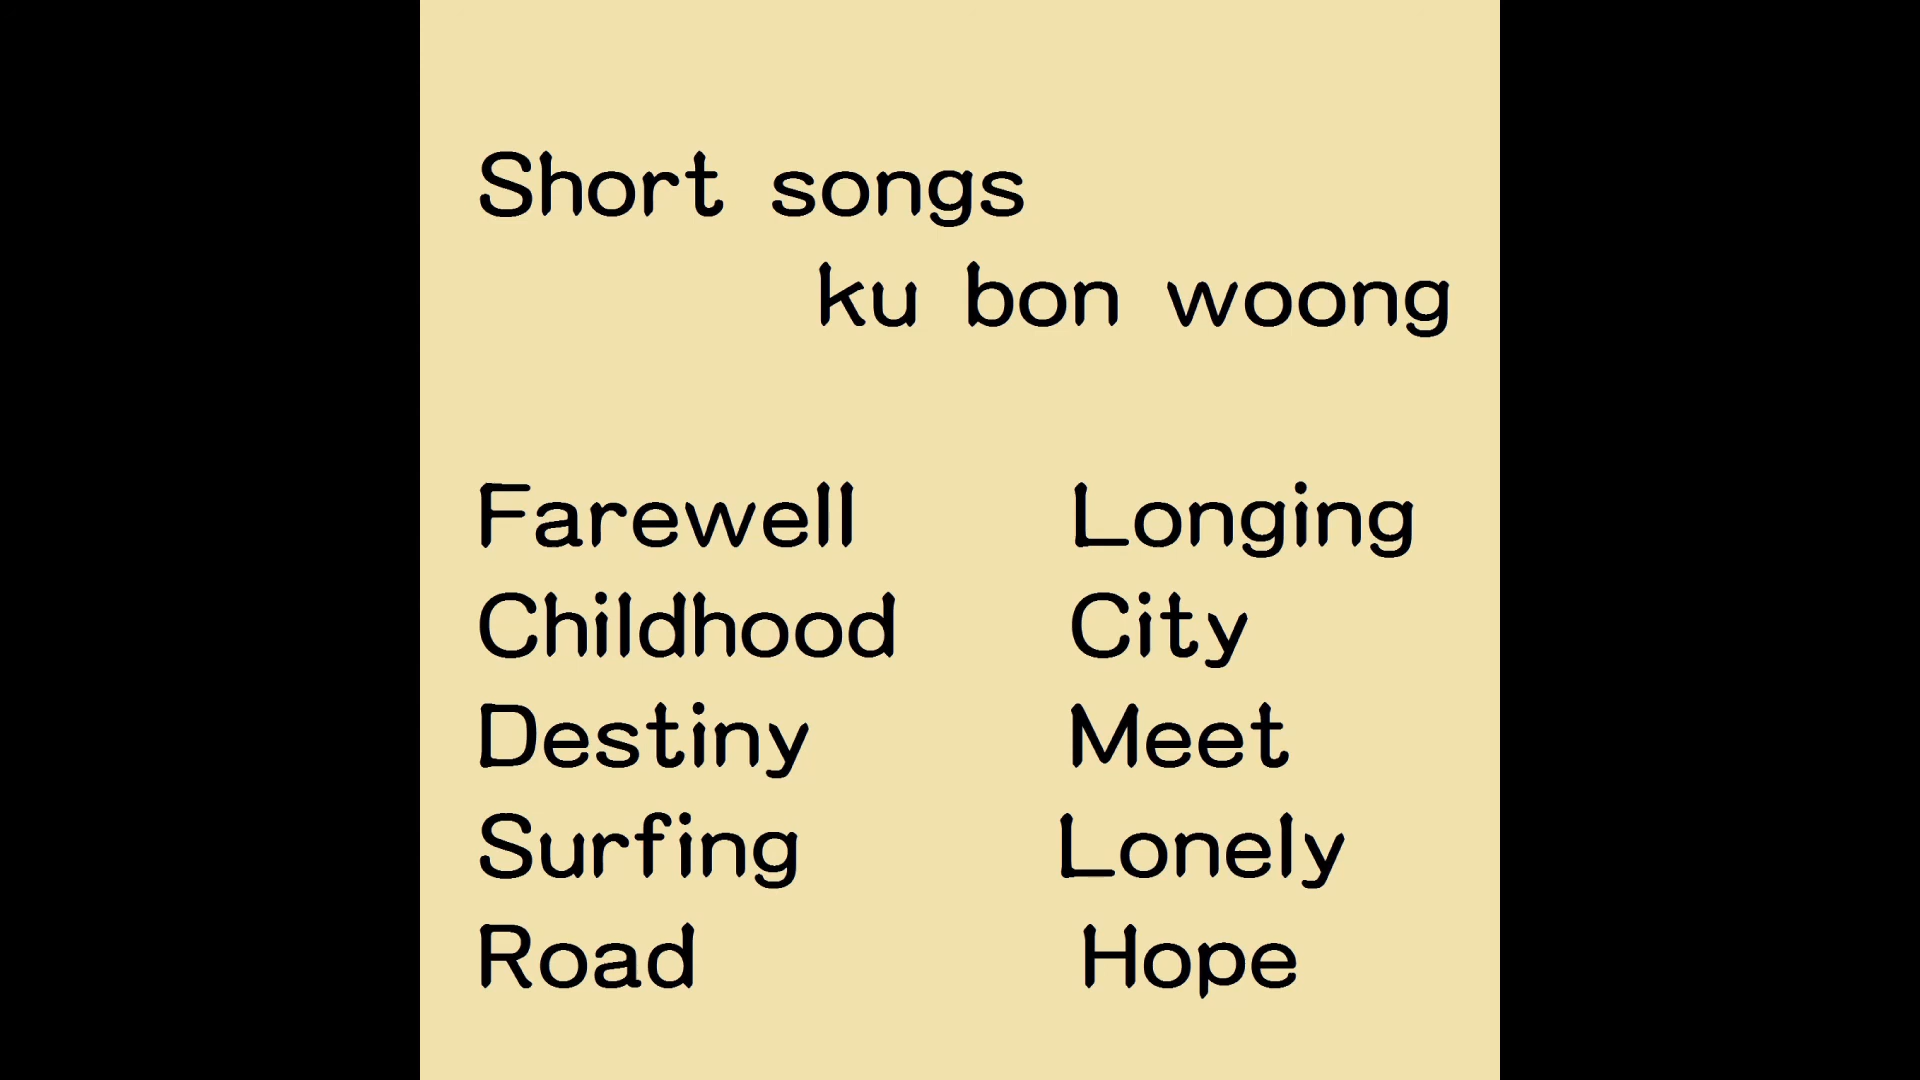 Short songs
ku bon woong
Farewell Longing
Childhood City
Destiny Meet
Surfing Lonely
Road Hope